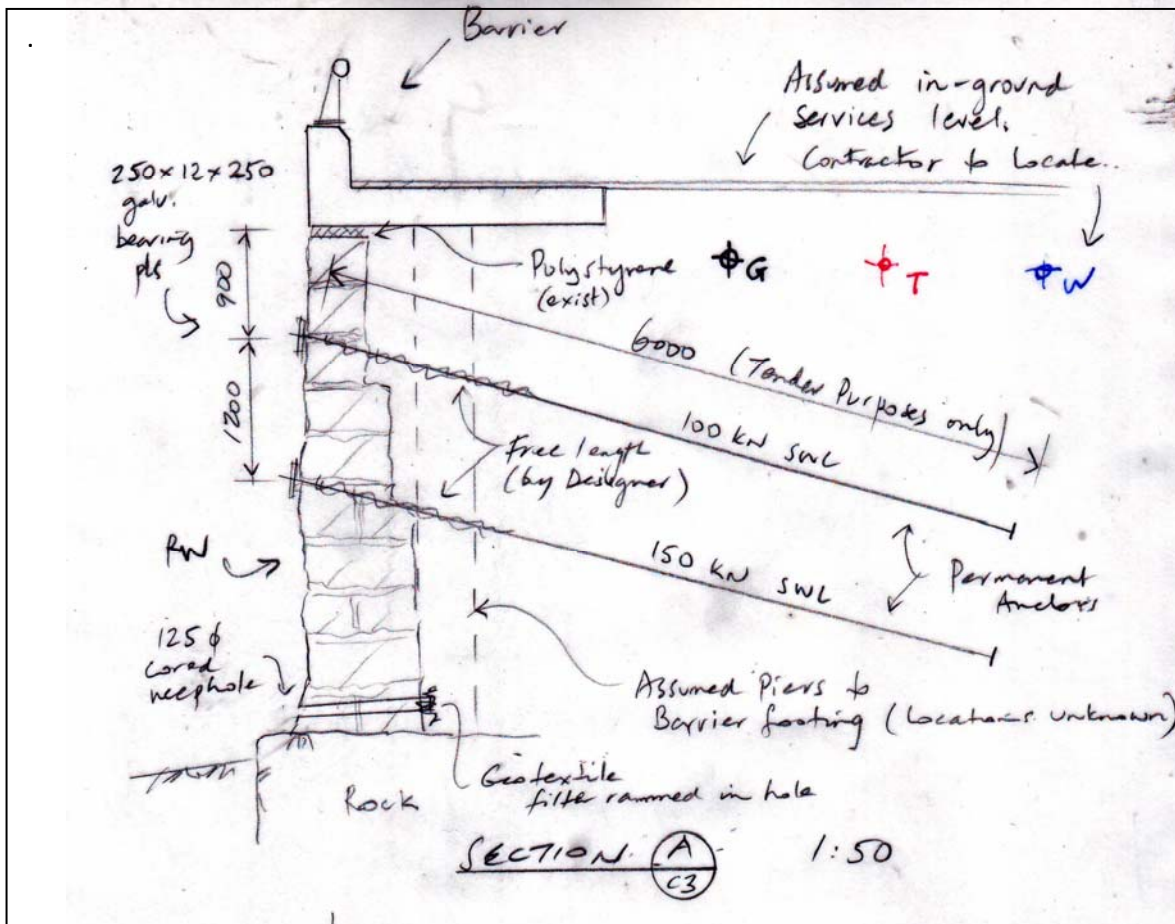 Barrier
Assumed in-ground
Services level.
Contractor to Locate..
250 x 12 x 250
galv.
bearing
pls
900
1200
Polystyrene
(exist)
G
T
W
6000 (Tender Purposes only)
100 KN SWL
Free length
(by Designer)
150 KN SWL
Permanent
Anchors
RW
125 φ
cored
weephole
Assumed Piers to
Barrier footing (Locations unknown)
Geotextile
filter rammed in hole
Rock
SECTION A C3 1:50